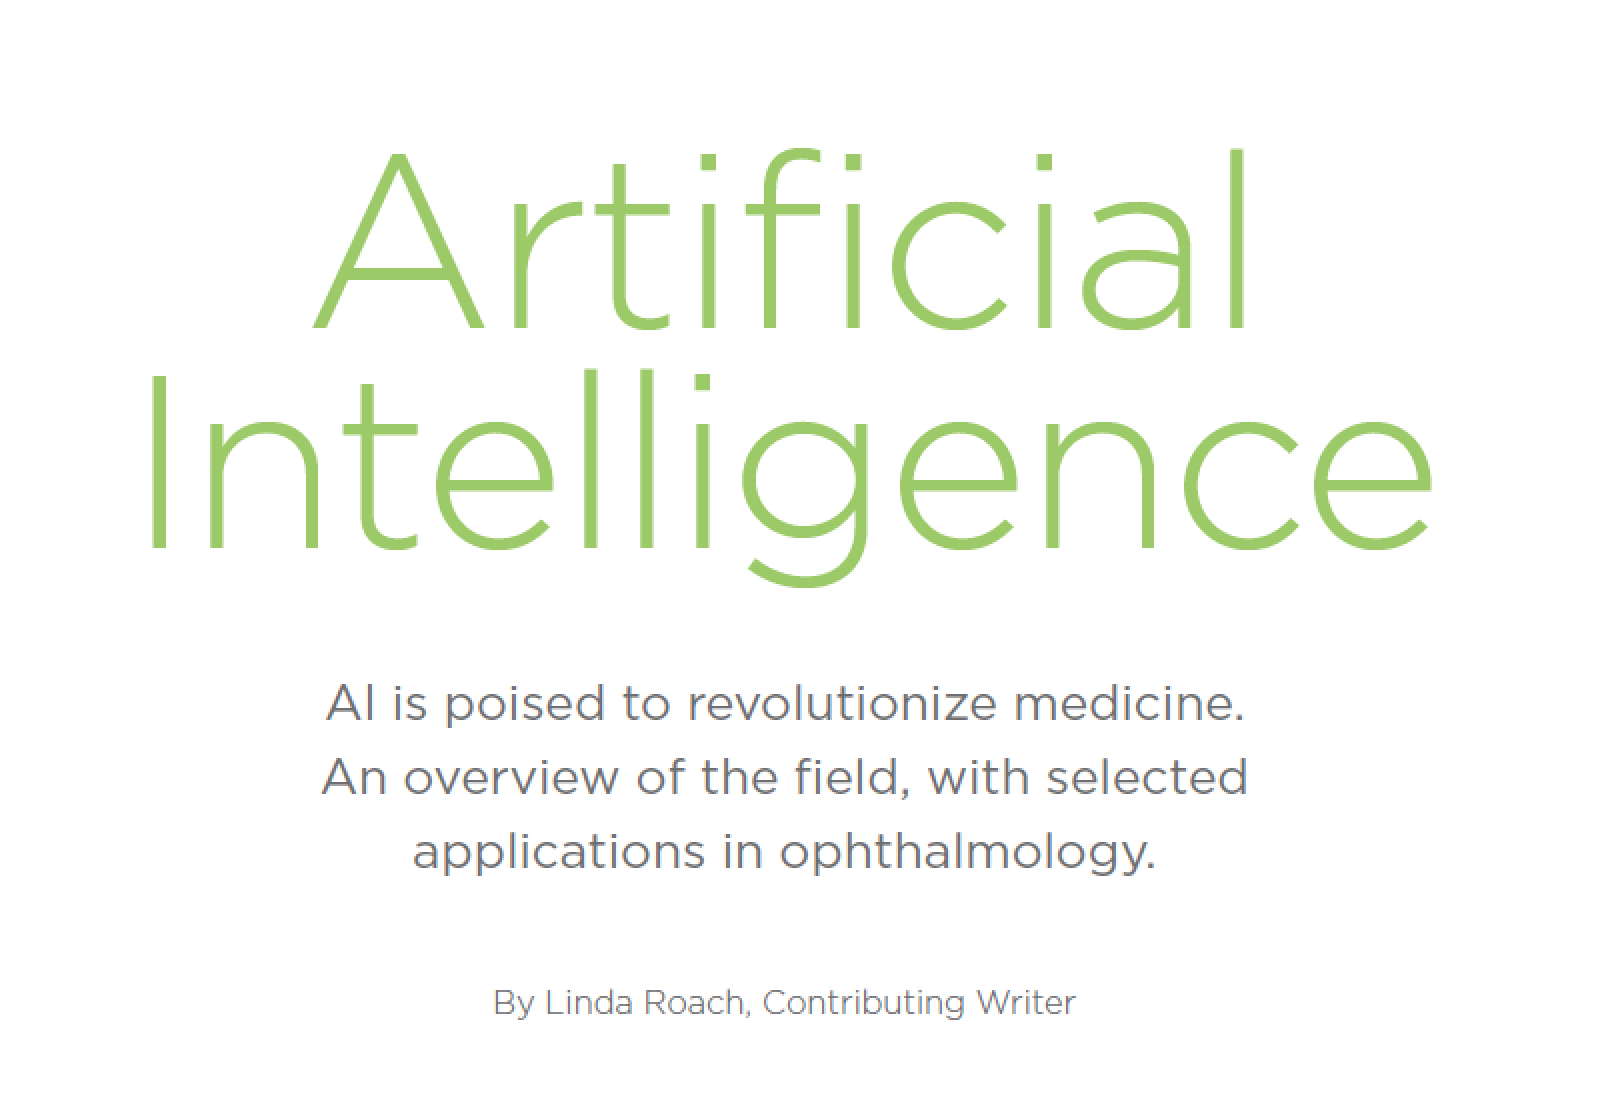 Artificial
Intelligence
AI is poised to revolutionize medicine.
An overview of the field, with selected
applications in ophthalmology.
By Linda Roach, Contributing Writer